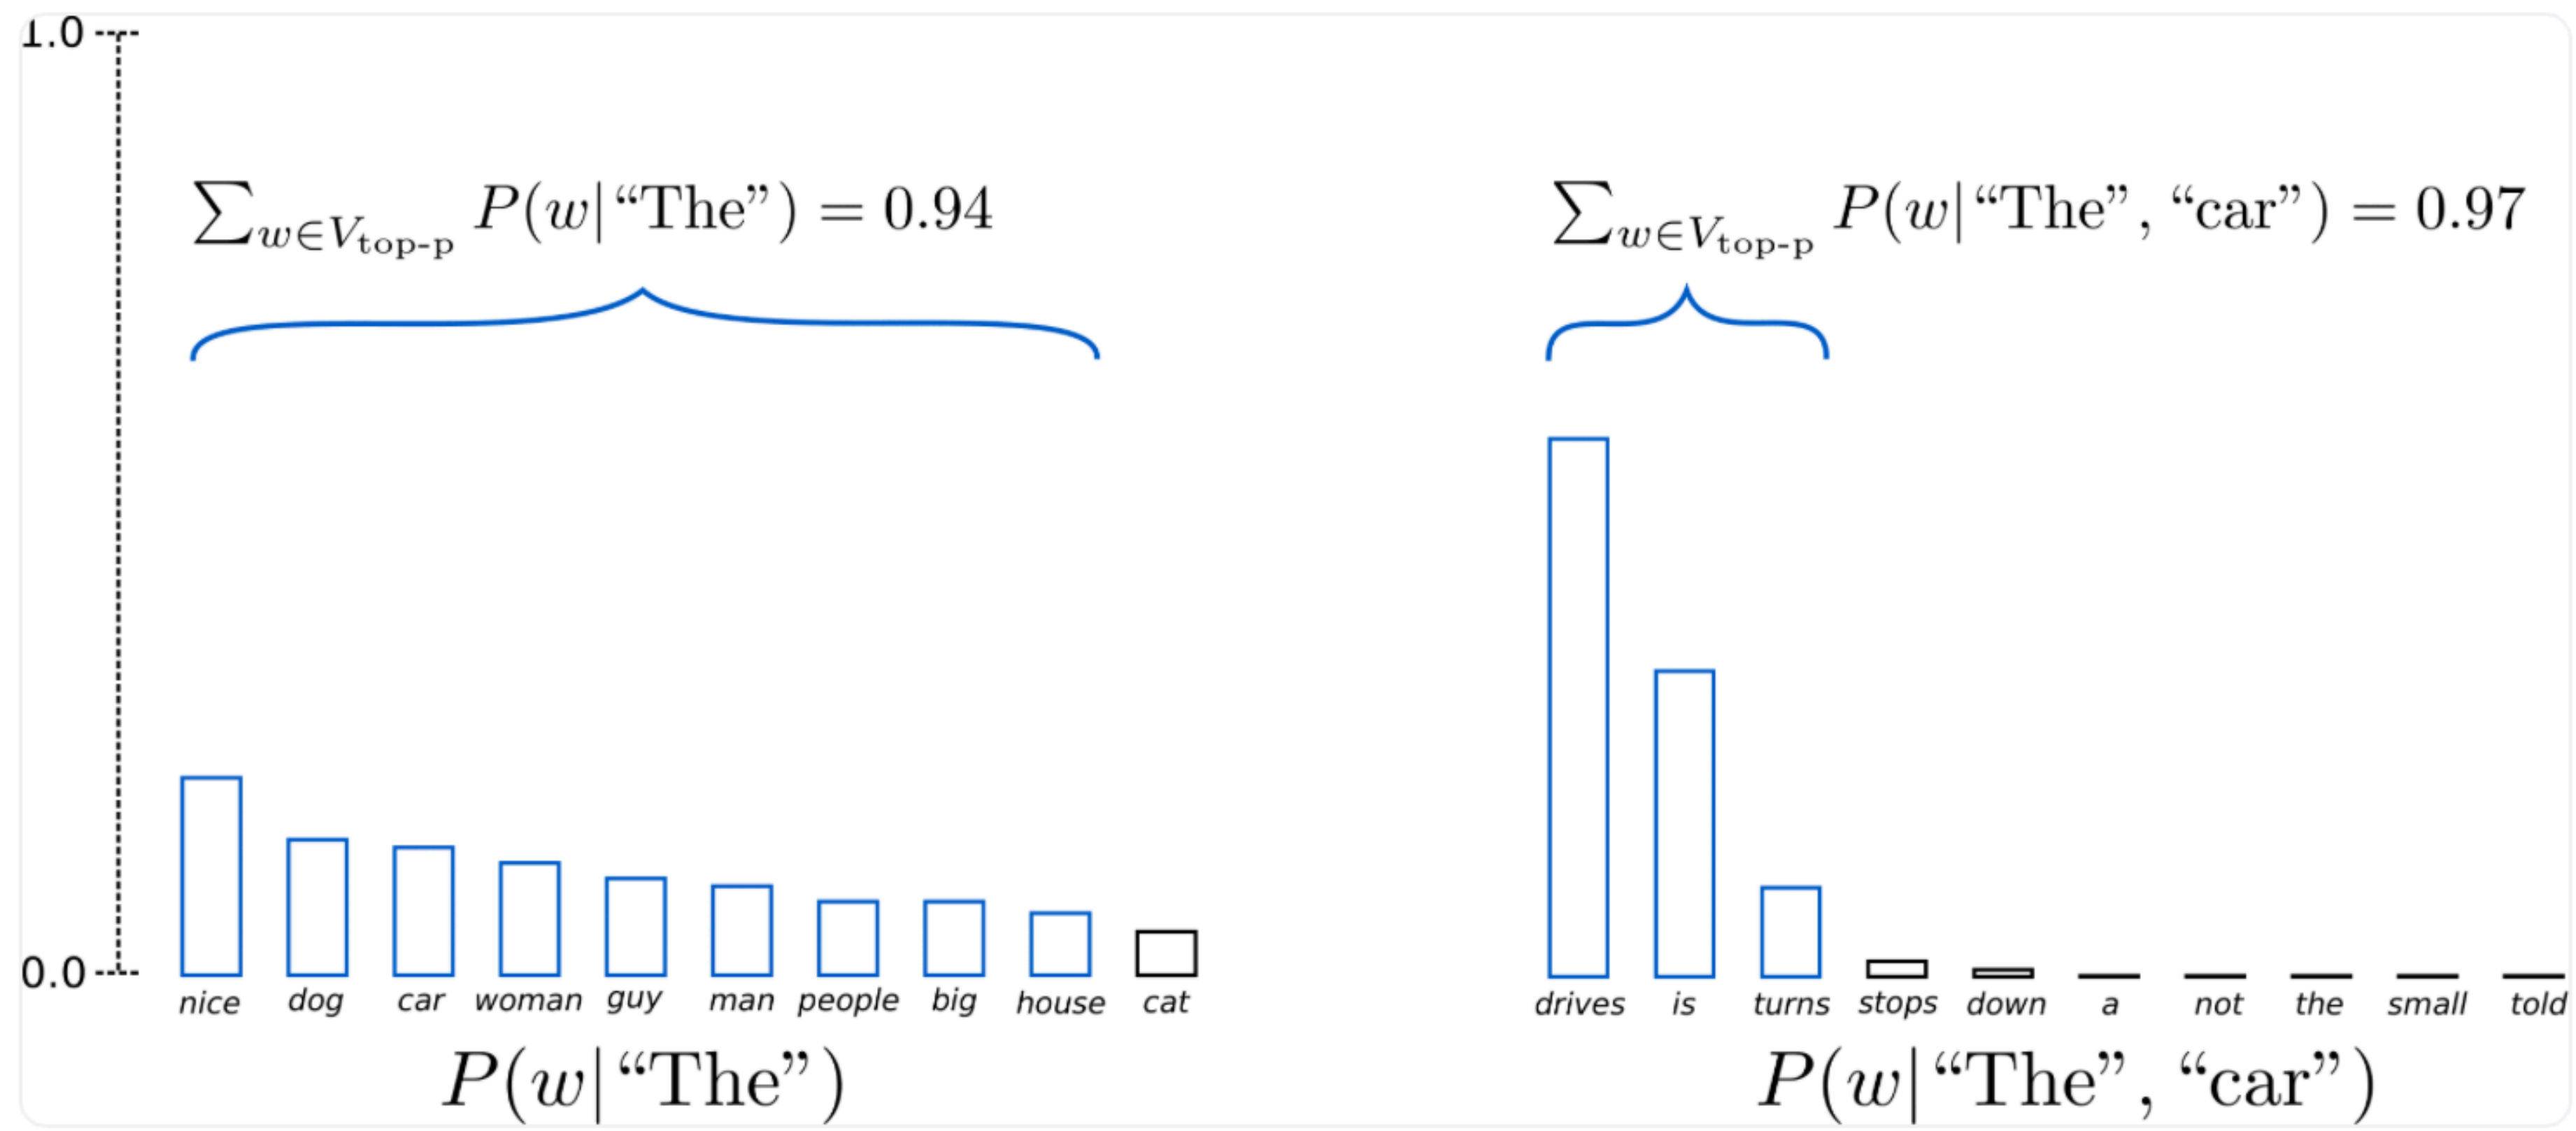 1.0
∑w∈Vtop-p P(w|“The”) = 0.94
∑w∈Vtop-p P(w|“The”, “car”) = 0.97
0.0
nice dog car woman guy man people big house cat
drives is turns stops down a not the small told
P(w|“The”)
P(w|“The”, “car”)